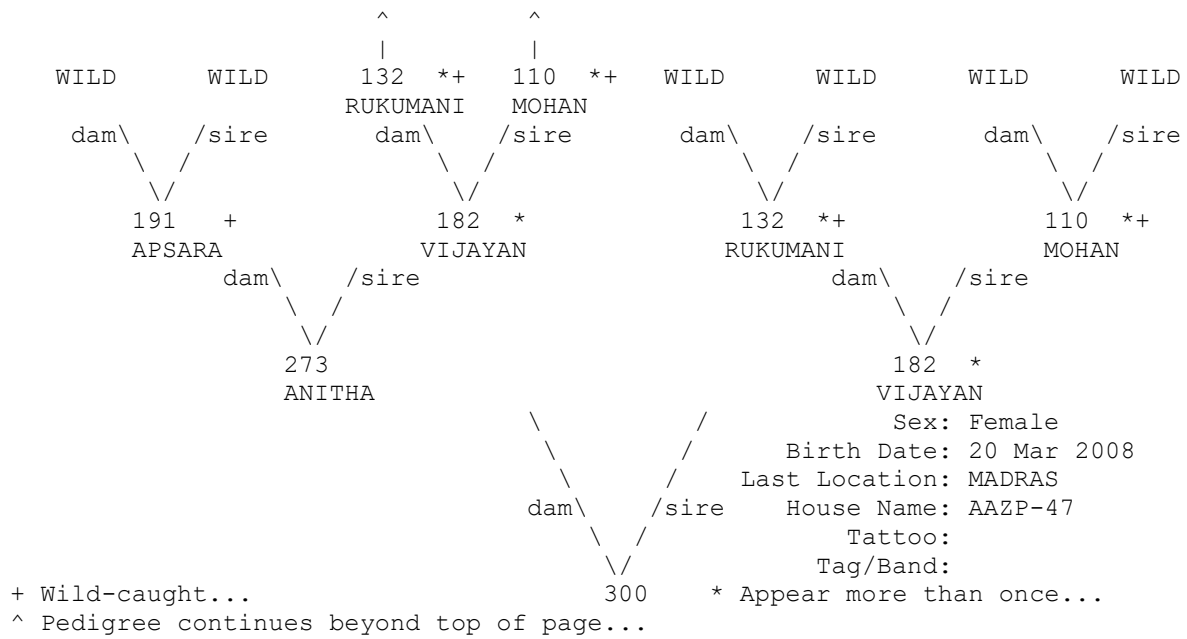 ^ ^
| |
WILD WILD 132 *+ 110 *+ WILD WILD WILD WILD
RUKUMANI MOHAN
dam\ /sire dam\ /sire dam\ /sire dam\ /sire
\ / \ / \ / \ /
\/ \/ \/ \/
191 + 182 * 132 *+ 110 *+
APSARA VIJAYAN RUKUMANI MOHAN
dam\ /sire dam\ /sire
\ / \ /
\/ \/
273 182 *
ANITHA VIJAYAN
\ / Sex: Female
\ / Birth Date: 20 Mar 2008
\ / Last Location: MADRAS
dam\ /sire House Name: AAZP-47
\ / Tattoo:
\/ Tag/Band:
+ Wild-caught... 300 * Appear more than once...
^ Pedigree continues beyond top of page...